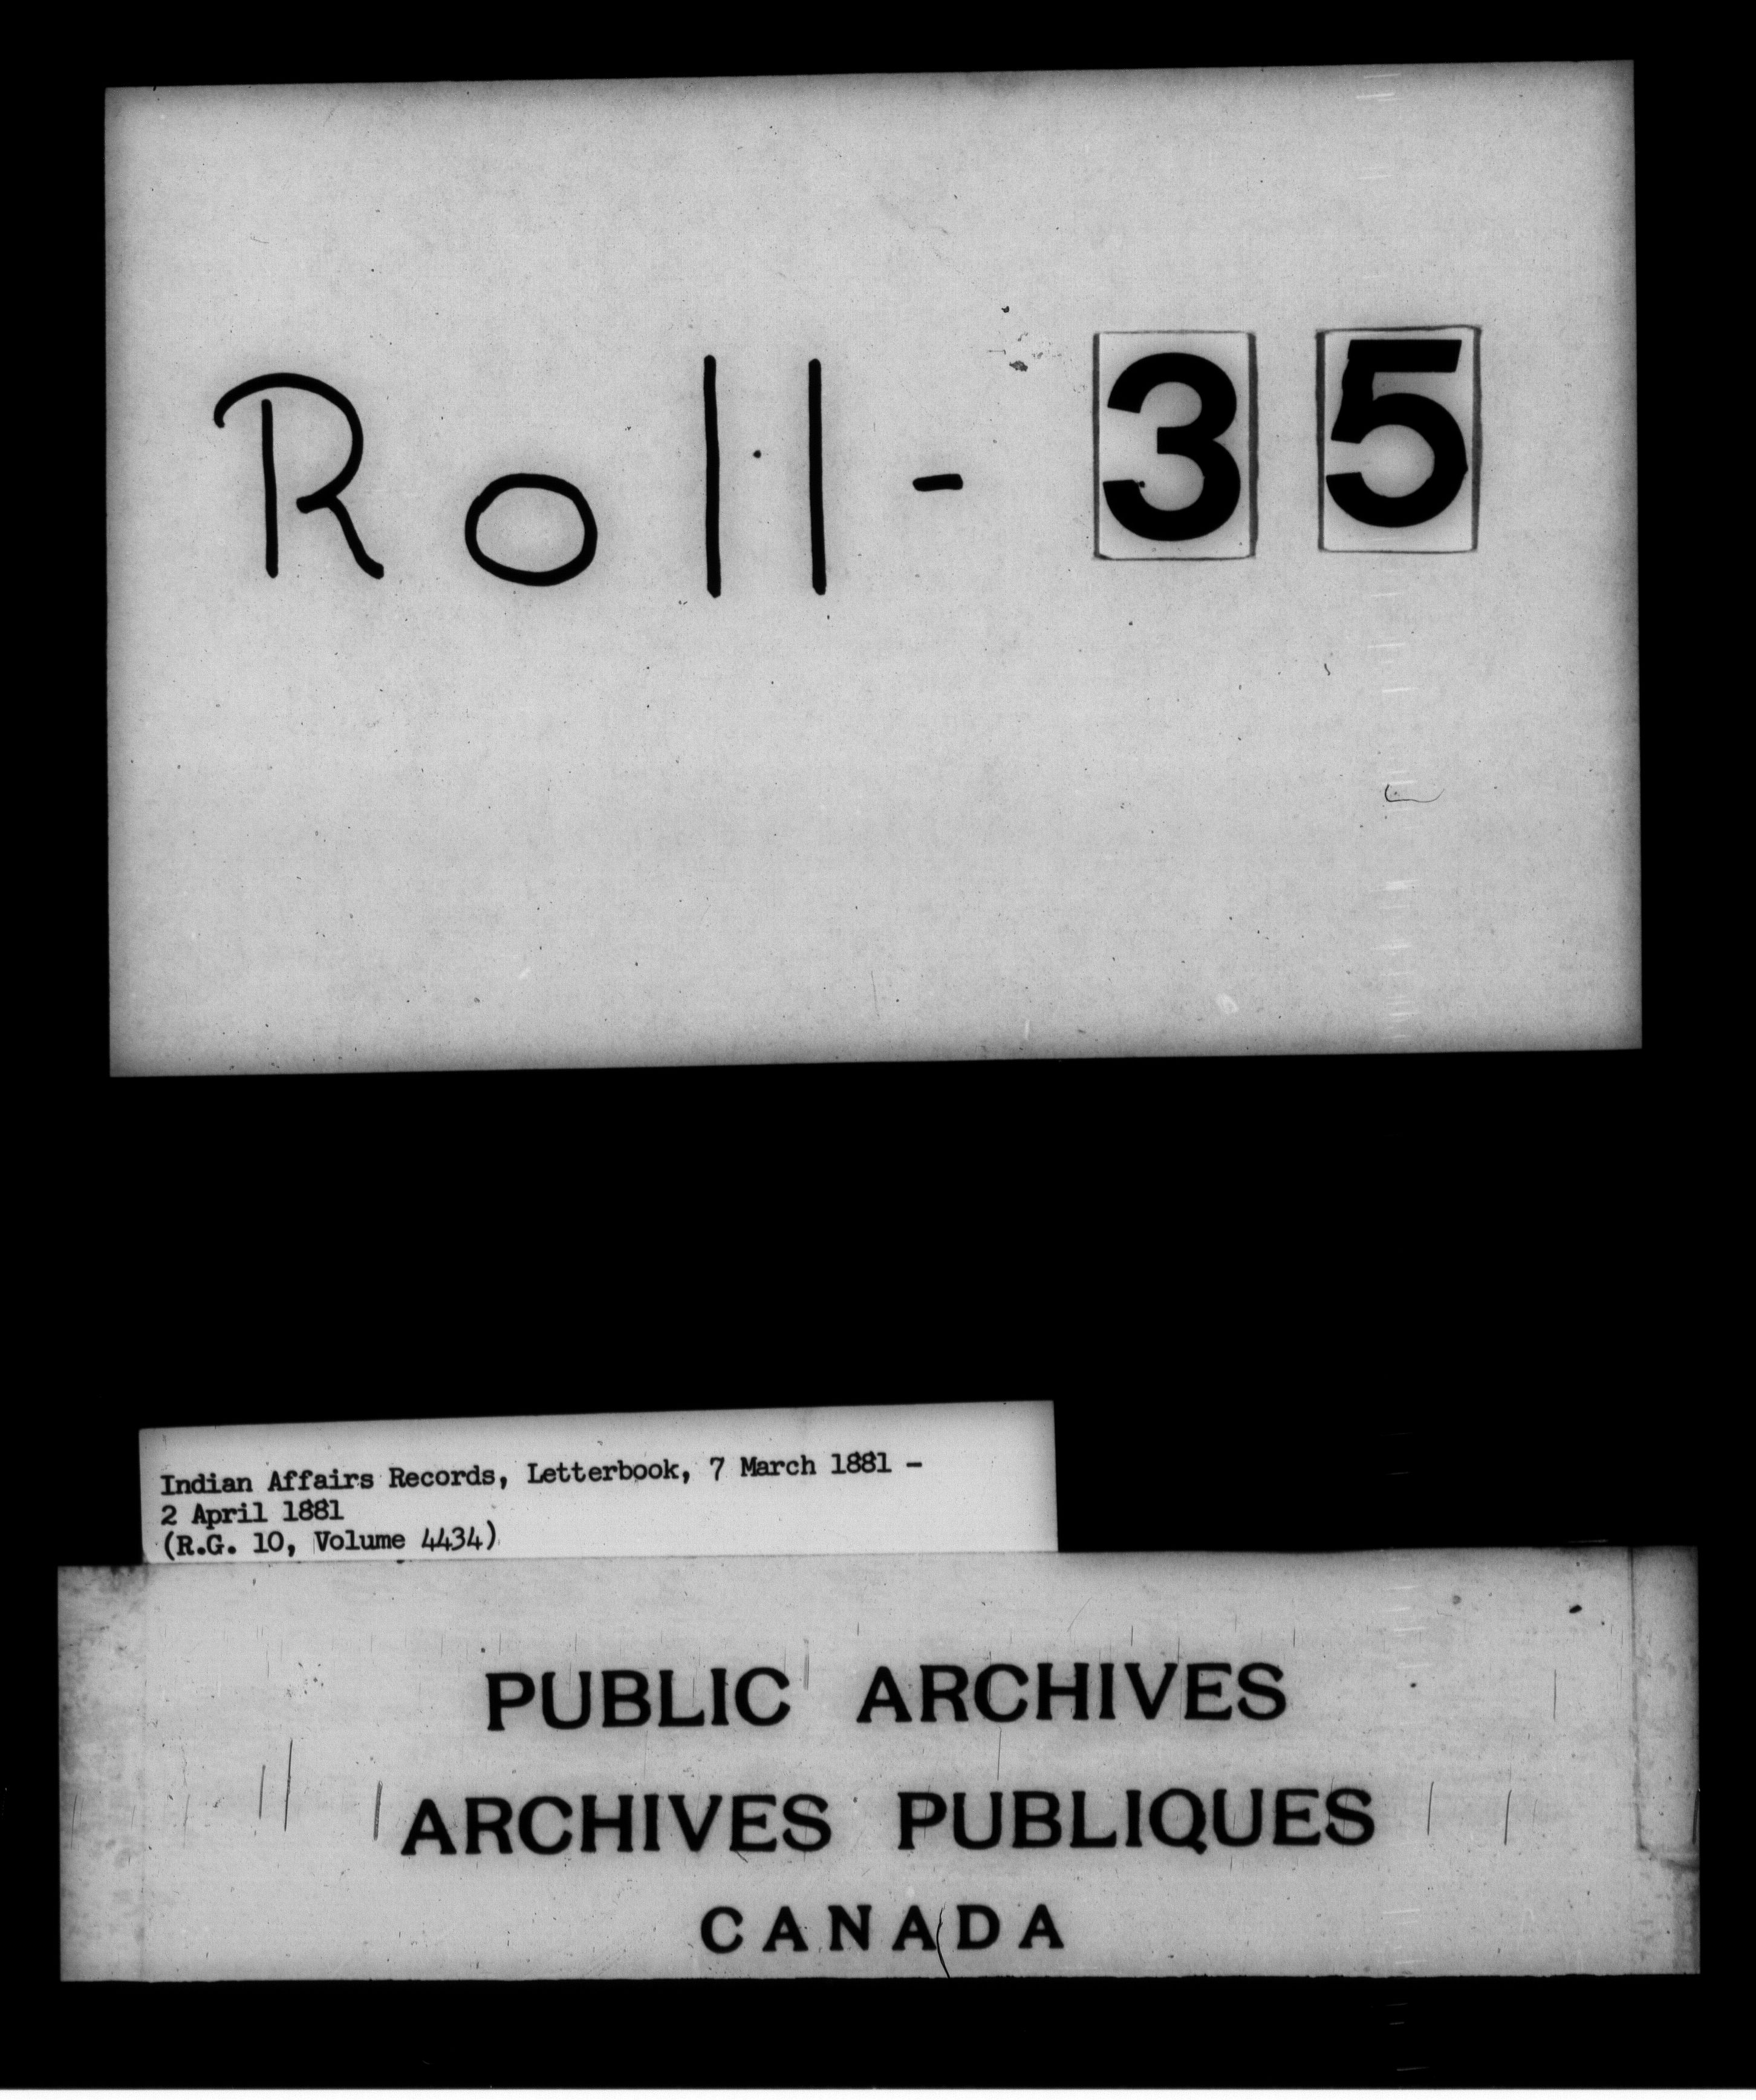 Roll - 35
Indian Affairs Records, Letterbook, 7 March 1881 -
2 April 1881
(R.G. 10, Volume 4434)
PUBLIC ARCHIVES
ARCHIVES PUBLIQUES
CANADA